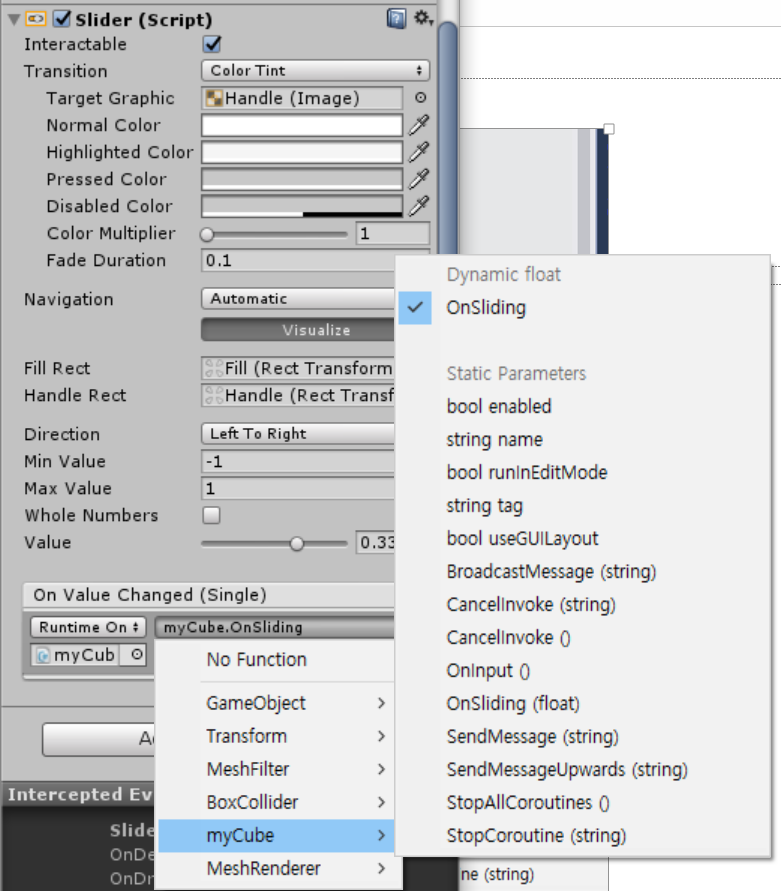 Slider (Script)
Interactable
Transition Color Tint
Target Graphic Handle (Image)
Normal Color
Highlighted Color
Pressed Color
Disabled Color
Color Multiplier 1
Fade Duration 0.1
Navigation Automatic
Visualize
Fill Rect Fill (Rect Transform
Handle Rect Handle (Rect Transf
Direction Left To Right
Min Value -1
Max Value 1
Whole Numbers
Value 0.33
On Value Changed (Single)
Runtime On myCube.OnSliding
myCub
No Function
GameObject
Transform
MeshFilter
BoxCollider
myCube
MeshRenderer
Dynamic float
OnSliding
Static Parameters
bool enabled
string name
bool runInEditMode
string tag
bool useGUILayout
BroadcastMessage (string)
CancelInvoke (string)
CancelInvoke ()
OnInput ()
OnSliding (float)
SendMessage (string)
SendMessageUpwards (string)
StopAllCoroutines ()
StopCoroutine (string)
ne (string)
A
Intercepted Ev
Slide
OnDe
OnDr